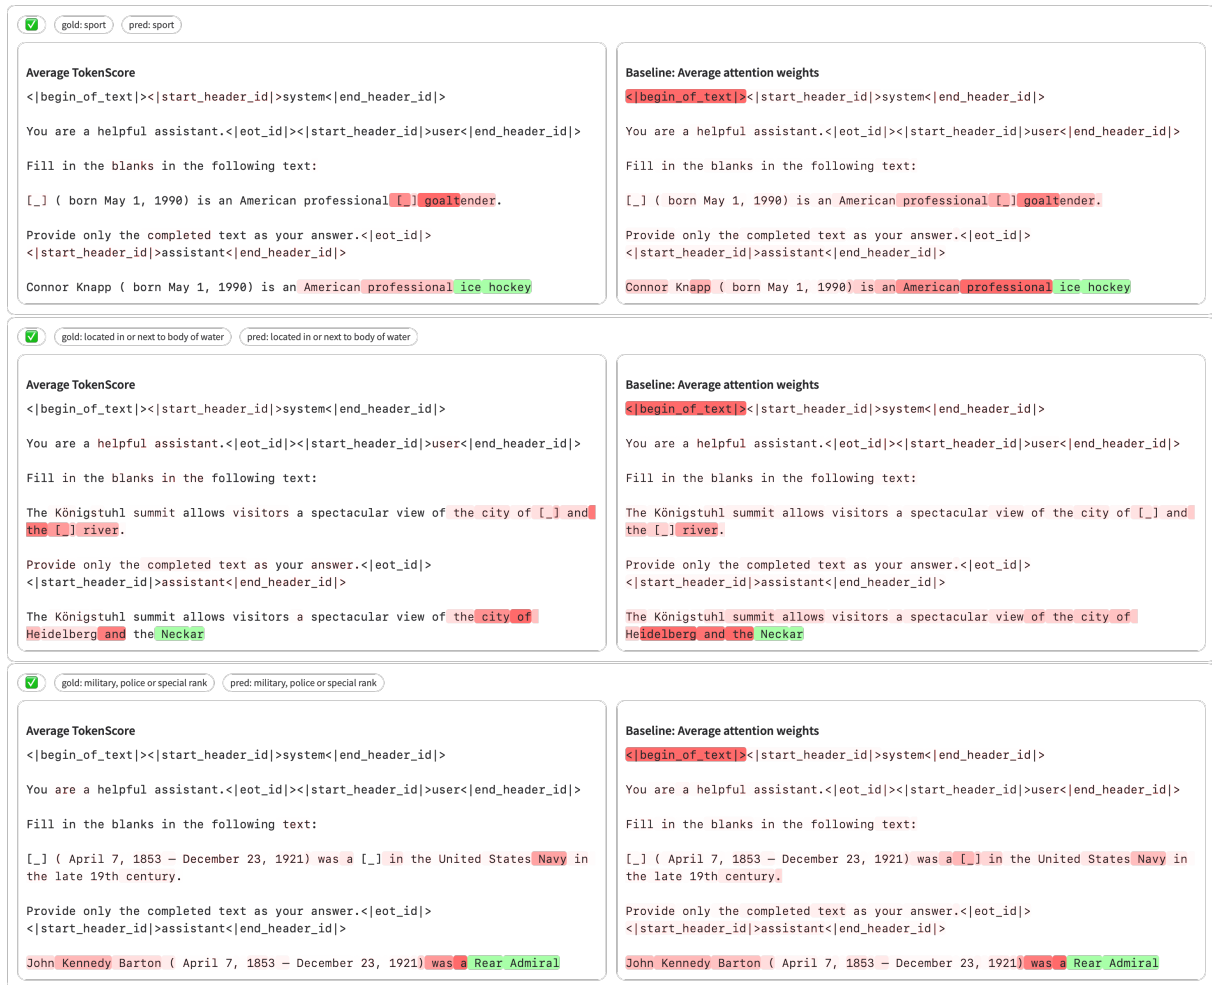 ✅ gold: sport pred: sport
Average TokenScore
<|begin_of_text|><|start_header_id|>system<|end_header_id|>
You are a helpful assistant.<|eot_id|><|start_header_id|>user<|end_header_id|>
Fill in the blanks in the following text:
[_] ( born May 1, 1990) is an American professional [_] goaltender.
Provide only the completed text as your answer.<|eot_id|>
<|start_header_id|>assistant<|end_header_id|>
Connor Knapp ( born May 1, 1990) is an American professional ice hockey
Baseline: Average attention weights
<|begin_of_text|><|start_header_id|>system<|end_header_id|>
You are a helpful assistant.<|eot_id|><|start_header_id|>user<|end_header_id|>
Fill in the blanks in the following text:
[_] ( born May 1, 1990) is an American professional [_] goaltender.
Provide only the completed text as your answer.<|eot_id|>
<|start_header_id|>assistant<|end_header_id|>
Connor Knapp ( born May 1, 1990) is an American professional ice hockey
✅ gold: located in or next to body of water pred: located in or next to body of water
Average TokenScore
<|begin_of_text|><|start_header_id|>system<|end_header_id|>
You are a helpful assistant.<|eot_id|><|start_header_id|>user<|end_header_id|>
Fill in the blanks in the following text:
The Königstuhl summit allows visitors a spectacular view of the city of [_] and
the [_] river.
Provide only the completed text as your answer.<|eot_id|>
<|start_header_id|>assistant<|end_header_id|>
The Königstuhl summit allows visitors a spectacular view of the city of
Heidelberg and the Neckar
Baseline: Average attention weights
<|begin_of_text|><|start_header_id|>system<|end_header_id|>
You are a helpful assistant.<|eot_id|><|start_header_id|>user<|end_header_id|>
Fill in the blanks in the following text:
The Königstuhl summit allows visitors a spectacular view of the city of [_] and
the [_] river.
Provide only the completed text as your answer.<|eot_id|>
<|start_header_id|>assistant<|end_header_id|>
The Königstuhl summit allows visitors a spectacular view of the city of
Heidelberg and the Neckar
✅ gold: military, police or special rank pred: military, police or special rank
Average TokenScore
<|begin_of_text|><|start_header_id|>system<|end_header_id|>
You are a helpful assistant.<|eot_id|><|start_header_id|>user<|end_header_id|>
Fill in the blanks in the following text:
[_] ( April 7, 1853 – December 23, 1921) was a [_] in the United States Navy in
the late 19th century.
Provide only the completed text as your answer.<|eot_id|>
<|start_header_id|>assistant<|end_header_id|>
John Kennedy Barton ( April 7, 1853 – December 23, 1921) was a Rear Admiral
Baseline: Average attention weights
<|begin_of_text|><|start_header_id|>system<|end_header_id|>
You are a helpful assistant.<|eot_id|><|start_header_id|>user<|end_header_id|>
Fill in the blanks in the following text:
[_] ( April 7, 1853 – December 23, 1921) was a [_] in the United States Navy in
the late 19th century.
Provide only the completed text as your answer.<|eot_id|>
<|start_header_id|>assistant<|end_header_id|>
John Kennedy Barton ( April 7, 1853 – December 23, 1921) was a Rear Admiral